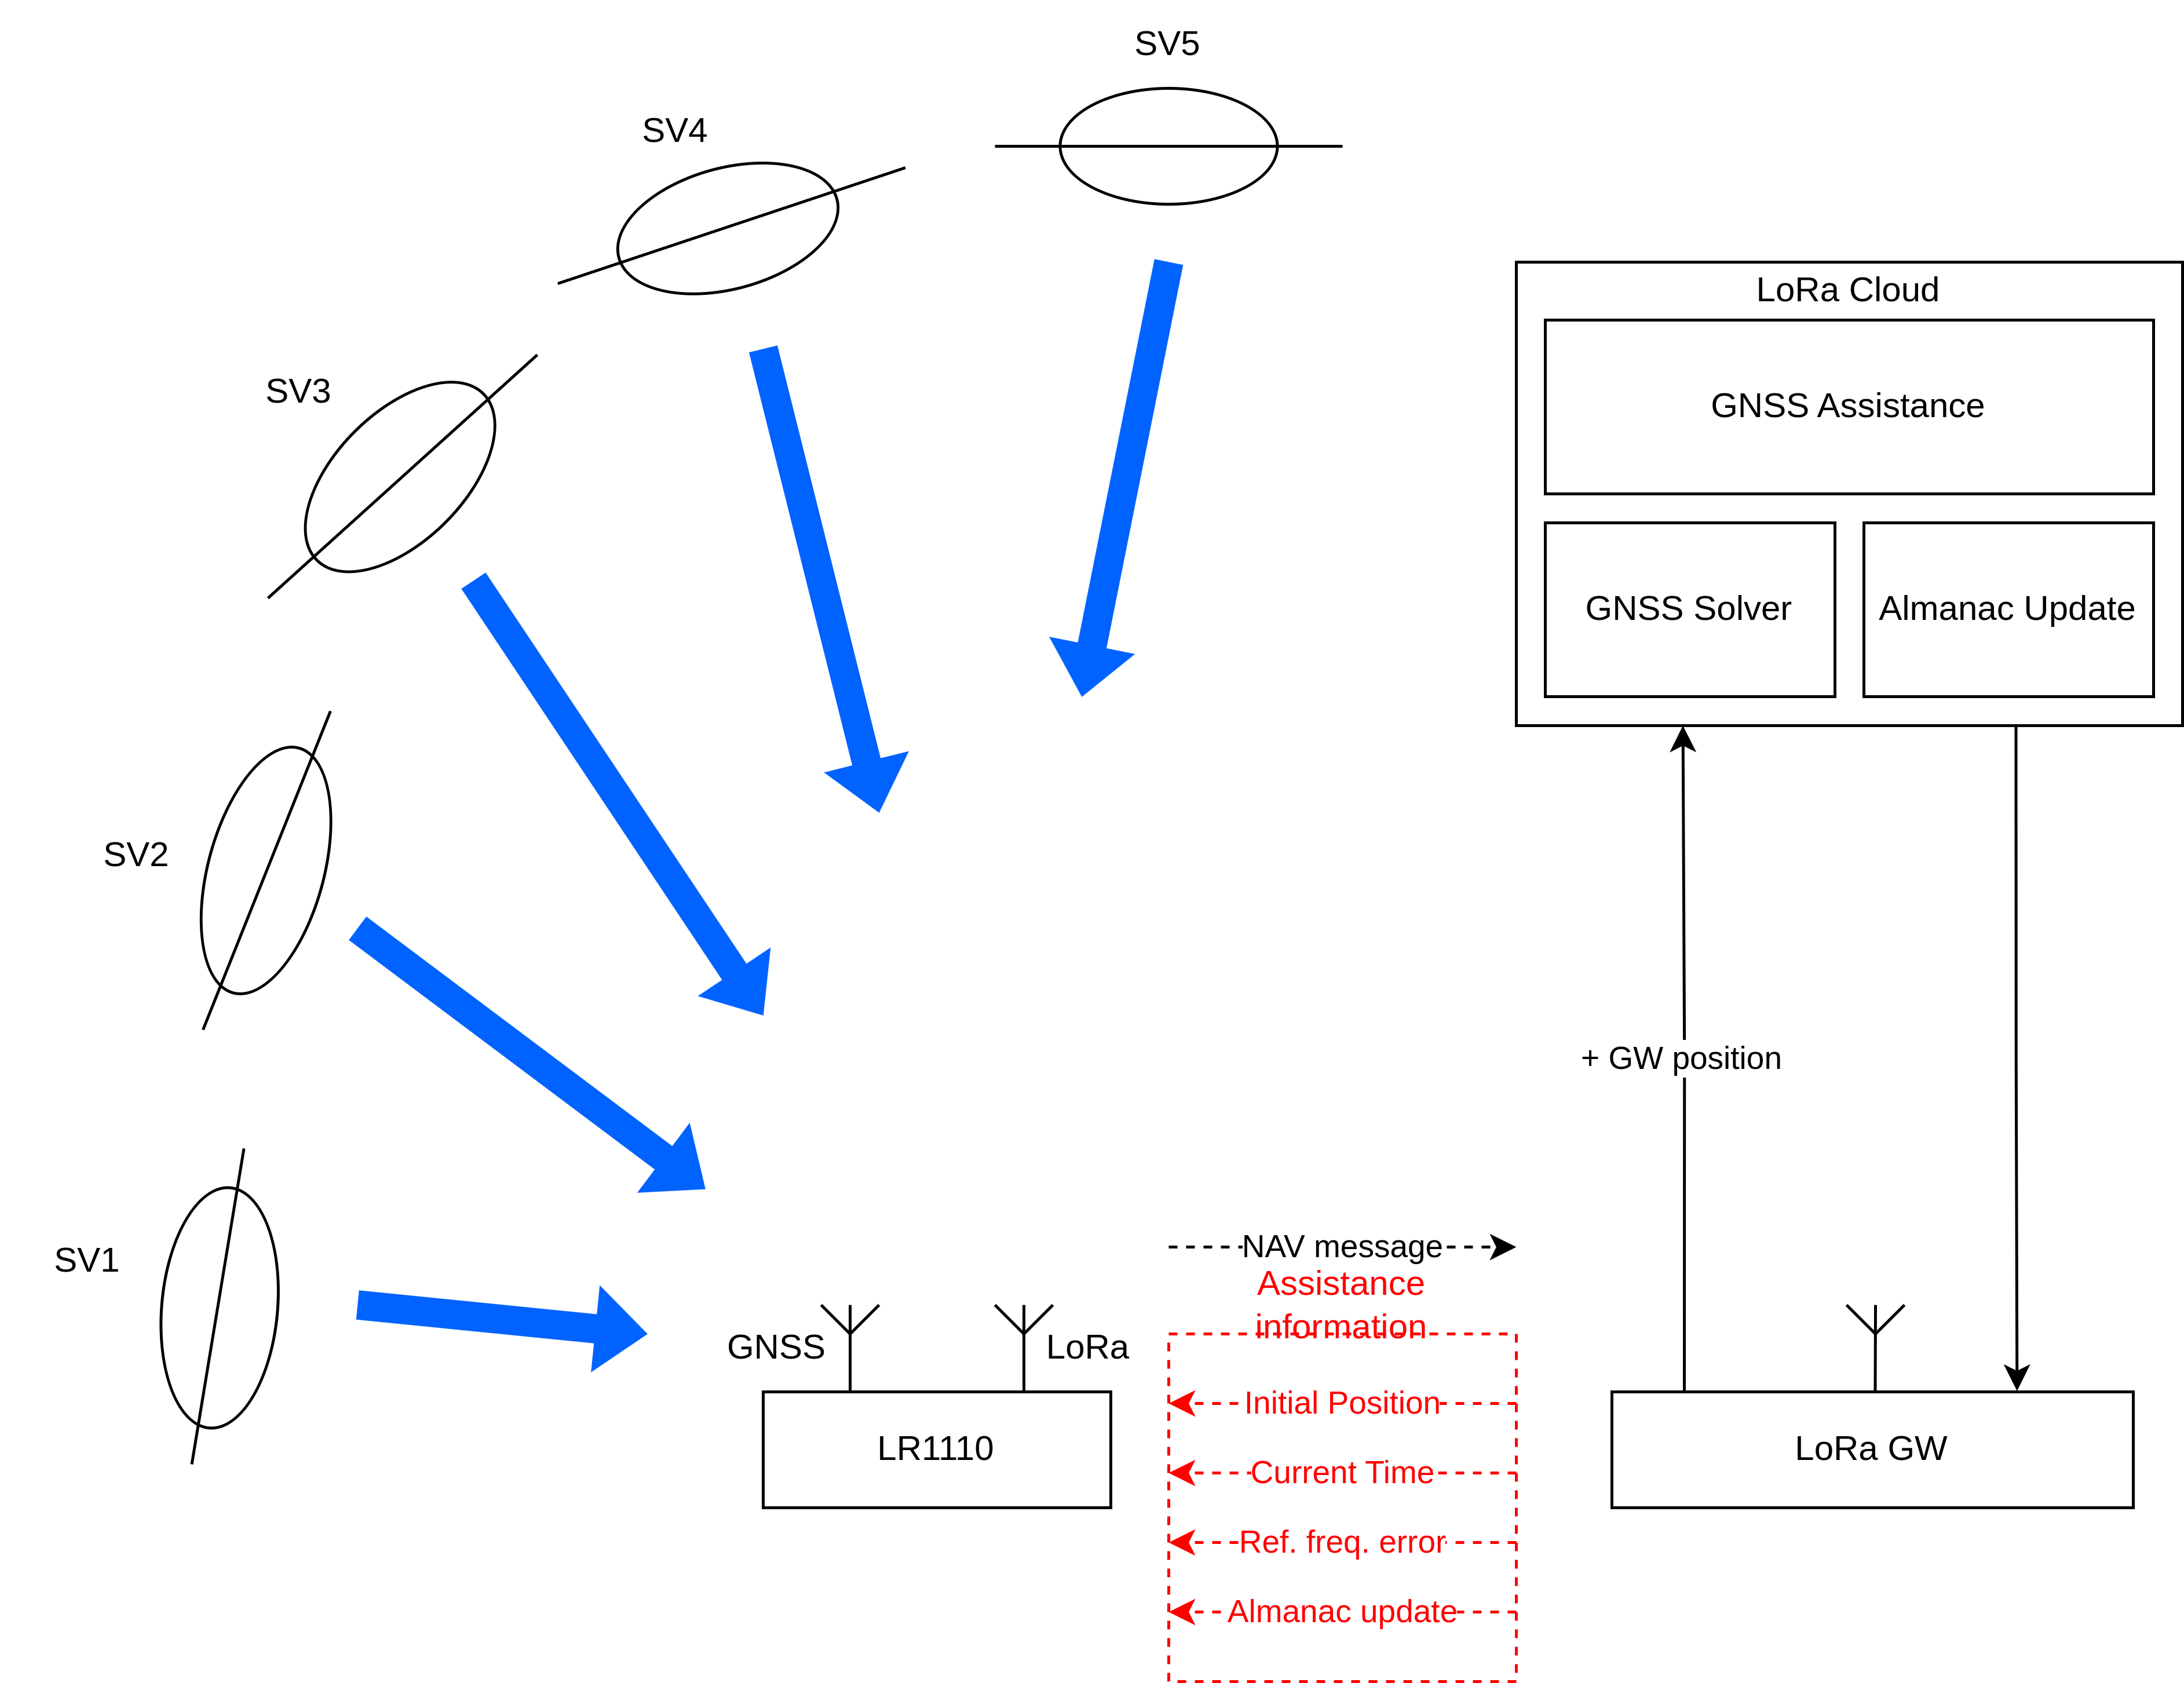 SV5
SV4
SV3
SV2
SV1
LoRa Cloud
GNSS Assistance
GNSS Solver
Almanac Update
+ GW position
NAV message
Assistance
information
Initial Position
Current Time
Ref. freq. error
Almanac update
GNSS
LoRa
LR1110
LoRa GW